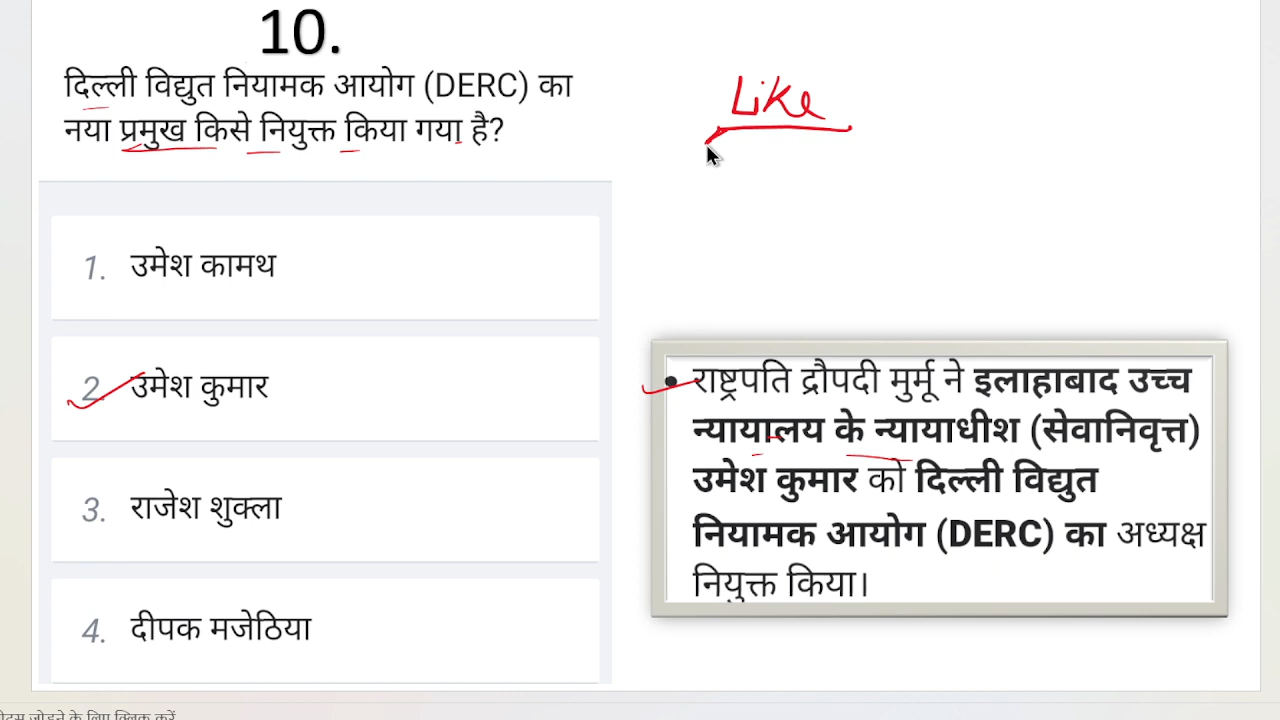 10.
दिल्ली विद्युत नियामक आयोग (DERC) का
नया प्रमुख किसे नियुक्त किया गया है?
1. उमेश कामथ
2. उमेश कुमार
3. राजेश शुक्ला
4. दीपक मजेठिया
Like
• राष्ट्रपति द्रौपदी मुर्मू ने इलाहाबाद उच्च
न्यायालय के न्यायाधीश (सेवानिवृत्त)
उमेश कुमार को दिल्ली विद्युत
नियामक आयोग (DERC) का अध्यक्ष
नियुक्त किया।
जोड़ने के लिए क्लिक करें